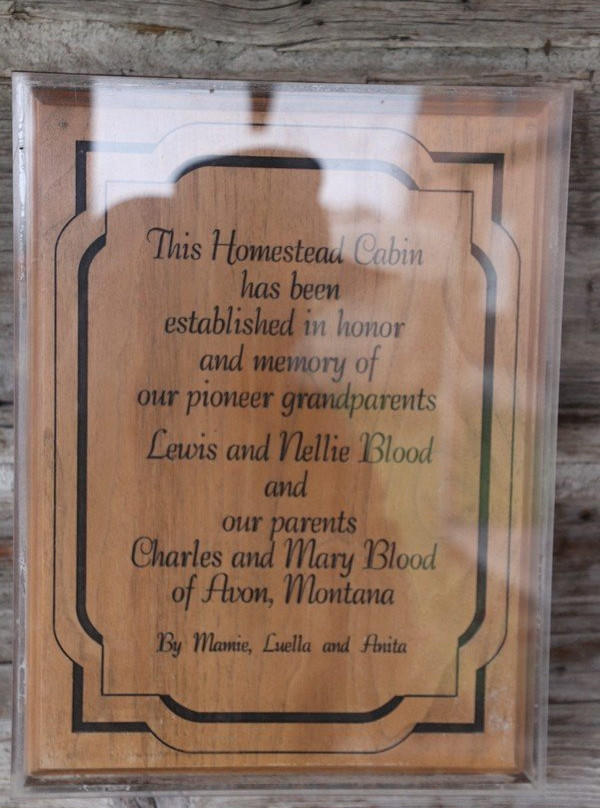 This Homestead Cabin
has been
established in honor
and memory of
our pioneer grandparents
Lewis and Nellie Blood
and
our parents
Charles and Mary Blood
of Avon, Montana
By Mamie, Luella and Anita